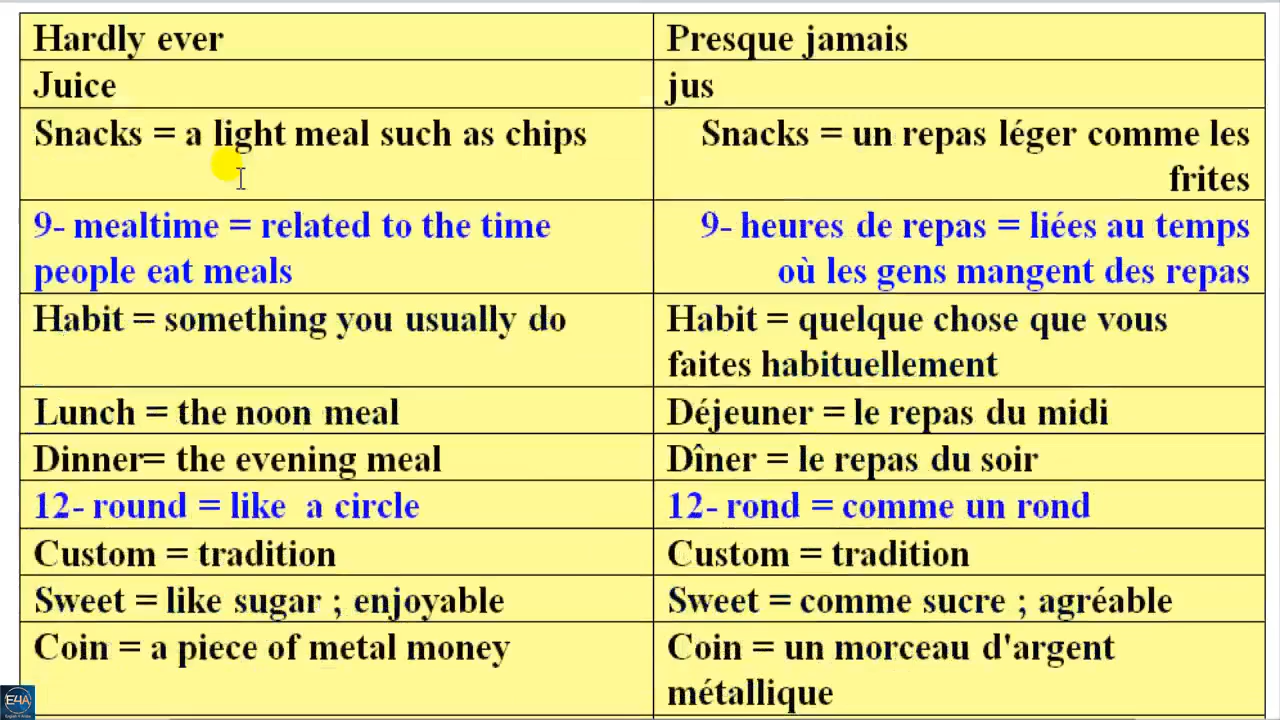 Hardly ever
Presque jamais
Juice
jus
Snacks = a light meal such as chips
Snacks = un repas léger comme les
frites
9- mealtime = related to the time
people eat meals
9- heures de repas = liées au temps
où les gens mangent des repas
Habit = something you usually do
Habit = quelque chose que vous
faites habituellement
Lunch = the noon meal
Déjeuner = le repas du midi
Dinner= the evening meal
Dîner = le repas du soir
12- round = like a circle
12- rond = comme un rond
Custom = tradition
Custom = tradition
Sweet = like sugar ; enjoyable
Sweet = comme sucre ; agréable
Coin = a piece of metal money
Coin = un morceau d'argent
métallique
E4A